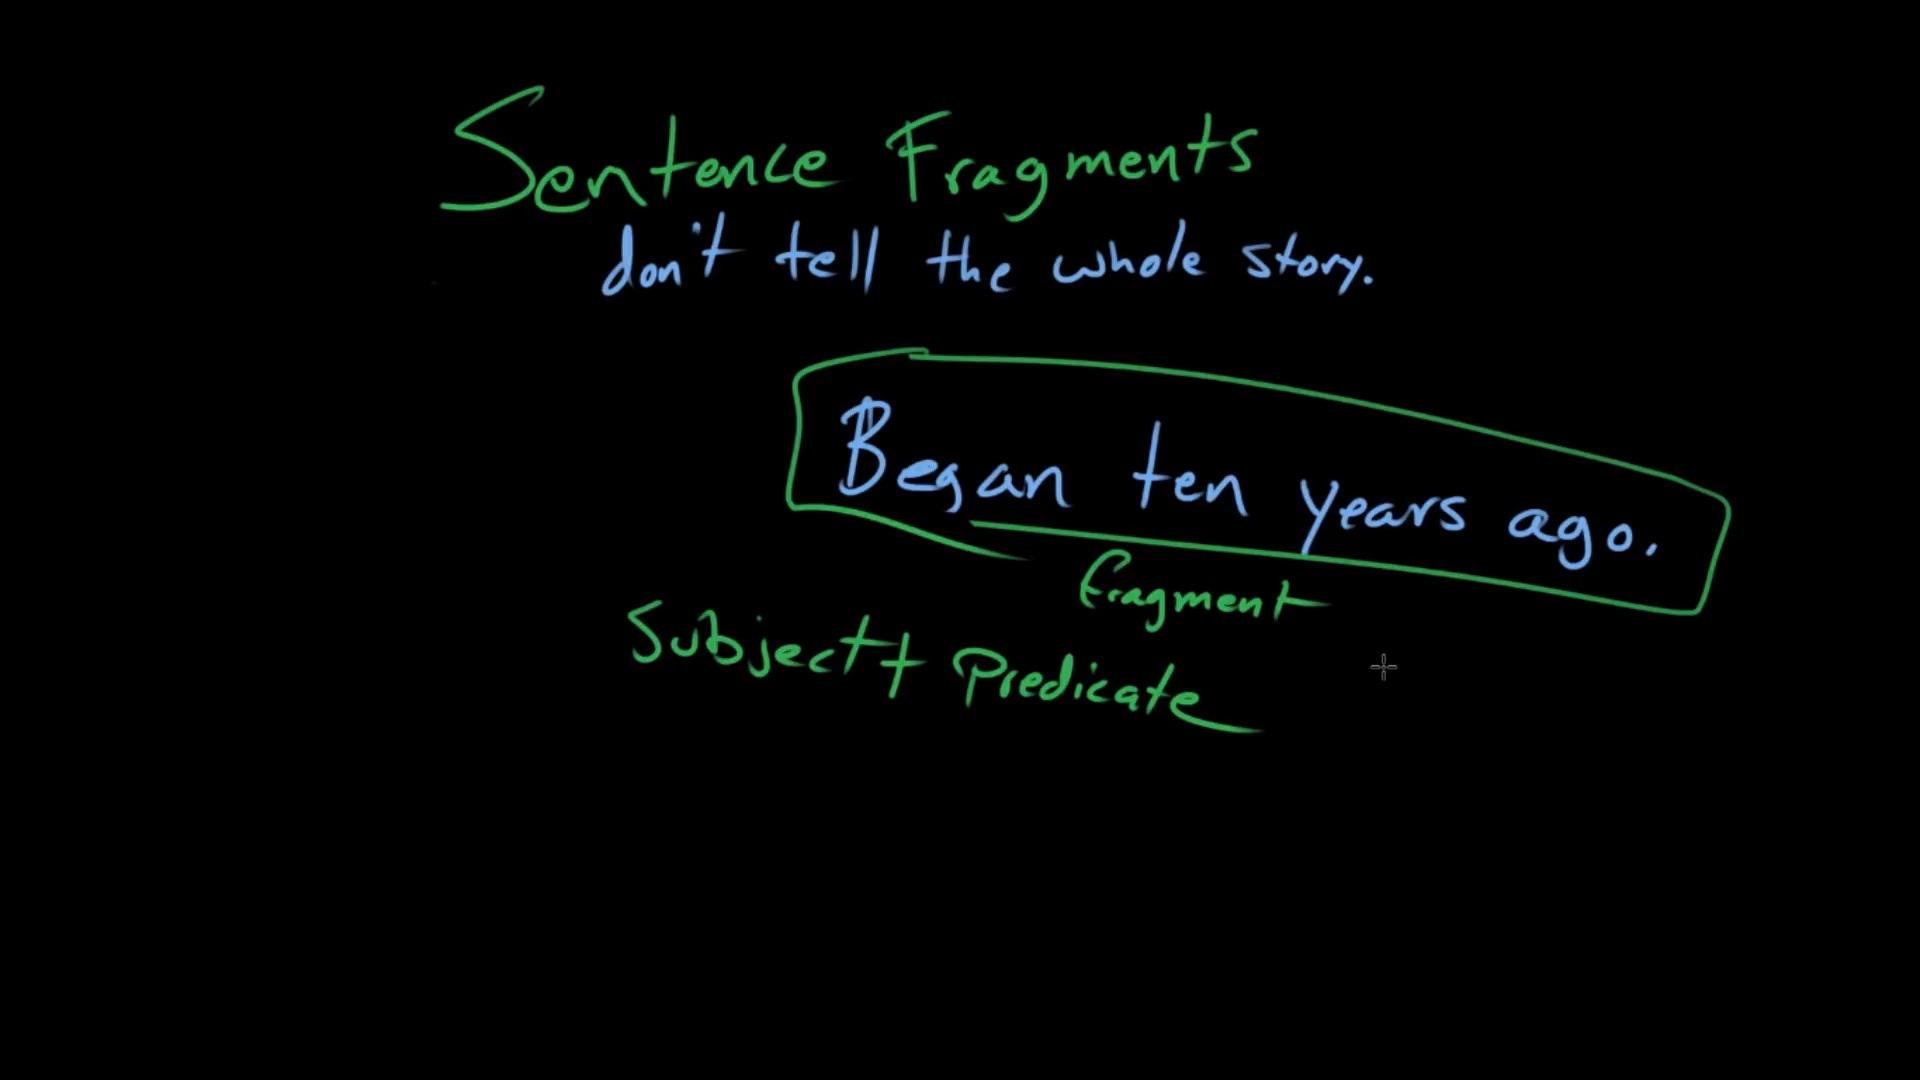 Sentence Fragments
don't tell the whole story.
Began ten years ago.
fragment
Subject + Predicate